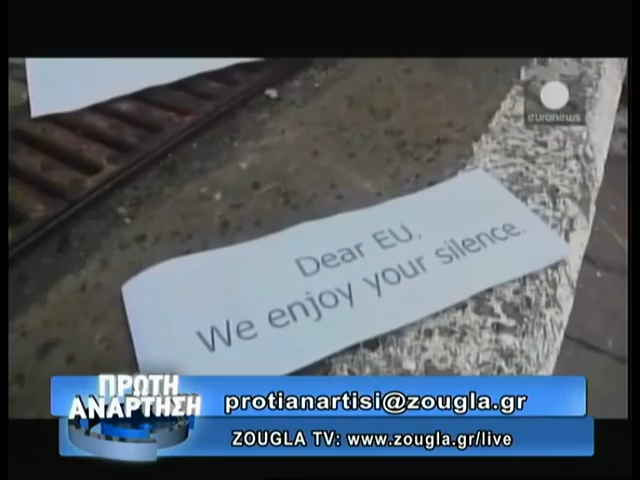 euronews
Dear EU,
We enjoy your silence.
ΠΡΩΤΗ
ΑΝΑΡΤΗΣΗ
protianartisi@zougla.gr
ZOUGLA TV: www.zougla.gr/live